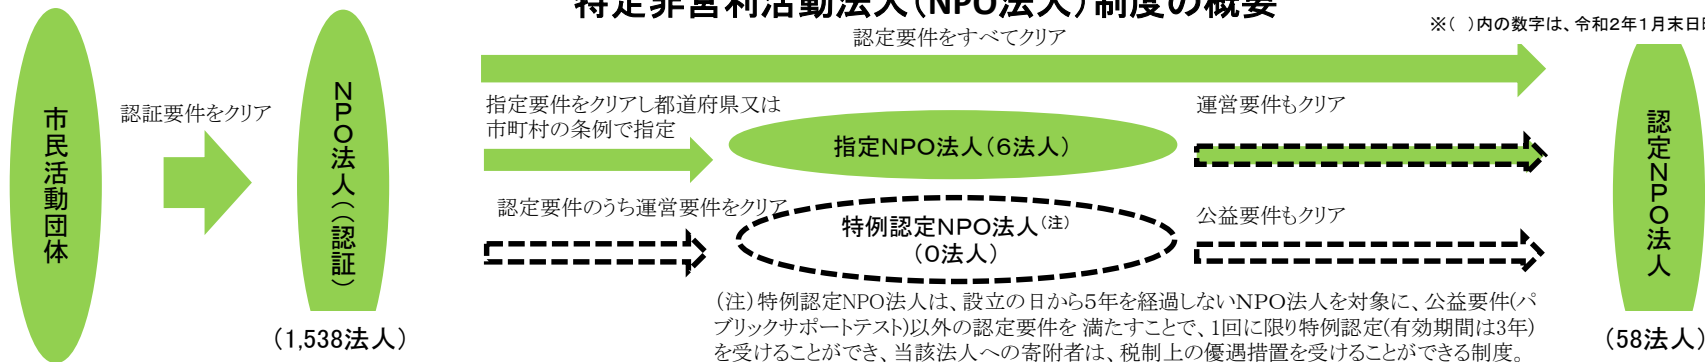 特定非営利活動法人（NPO法人）制度の概要
※（ ）内の数字は、令和2年1月末日
認定要件をすべてクリア
市民活動団体
認証要件をクリア
NPO法人（（認証）
(1,538法人)
指定要件をクリアし都道府県又は
市町村の条例で指定
指定NPO法人（6法人）
運営要件もクリア
認定要件のうち運営要件をクリア
特例認定NPO法人(注)
（0法人）
公益要件もクリア
認定NPO法人
(58法人)
(注)特例認定NPO法人は、設立の日から5年を経過しないNPO法人を対象に、公益要件(パ
ブリックサポートテスト)以外の認定要件を 満たすことで、1回に限り特例認定(有効期間は3年)
を受けることができ、当該法人への寄附者は、税制上の優遇措置を受けることができる制度。